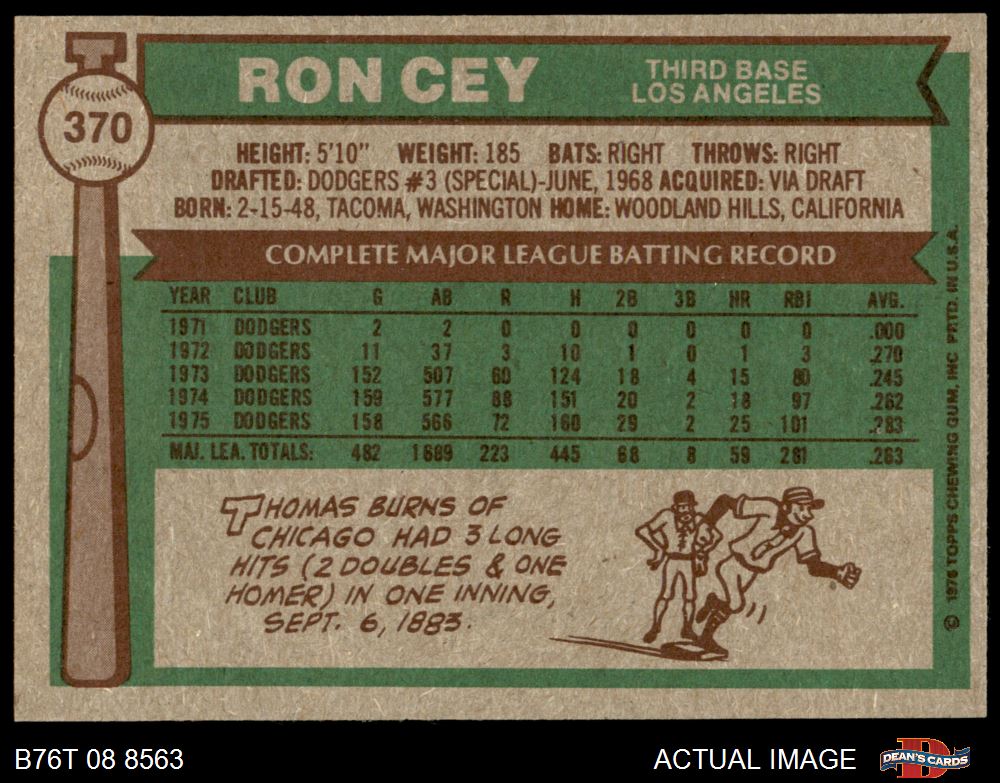 370
RON CEY
THIRD BASE
LOS ANGELES
HEIGHT: 5'10" WEIGHT: 185 BATS: RIGHT THROWS: RIGHT
DRAFTED: DODGERS #3 (SPECIAL)-JUNE, 1968 ACQUIRED: VIA DRAFT
BORN: 2-15-48, TACOMA, WASHINGTON HOME: WOODLAND HILLS, CALIFORNIA
COMPLETE MAJOR LEAGUE BATTING RECORD
YEAR CLUB G AB R H 2B 3B HR RBI AVG.
1971 DODGERS 2 2 0 0 0 0 0 0 .000
1972 DODGERS 11 37 3 10 1 0 1 3 .270
1973 DODGERS 152 507 60 124 18 4 15 80 .245
1974 DODGERS 159 577 88 151 20 2 18 97 .262
1975 DODGERS 158 566 72 160 29 2 25 101 .283
MAJ. LEA. TOTALS: 482 1689 223 445 68 8 59 281 .263
THOMAS BURNS OF
CHICAGO HAD 3 LONG
HITS (2 DOUBLES & ONE
HOMER) IN ONE INNING,
SEPT. 6, 1883.
© 1976 TOPPS CHEWING GUM, INC PRTD. IN U.S.A.
B76T 08 8563
ACTUAL IMAGE
DEAN'S CARDS